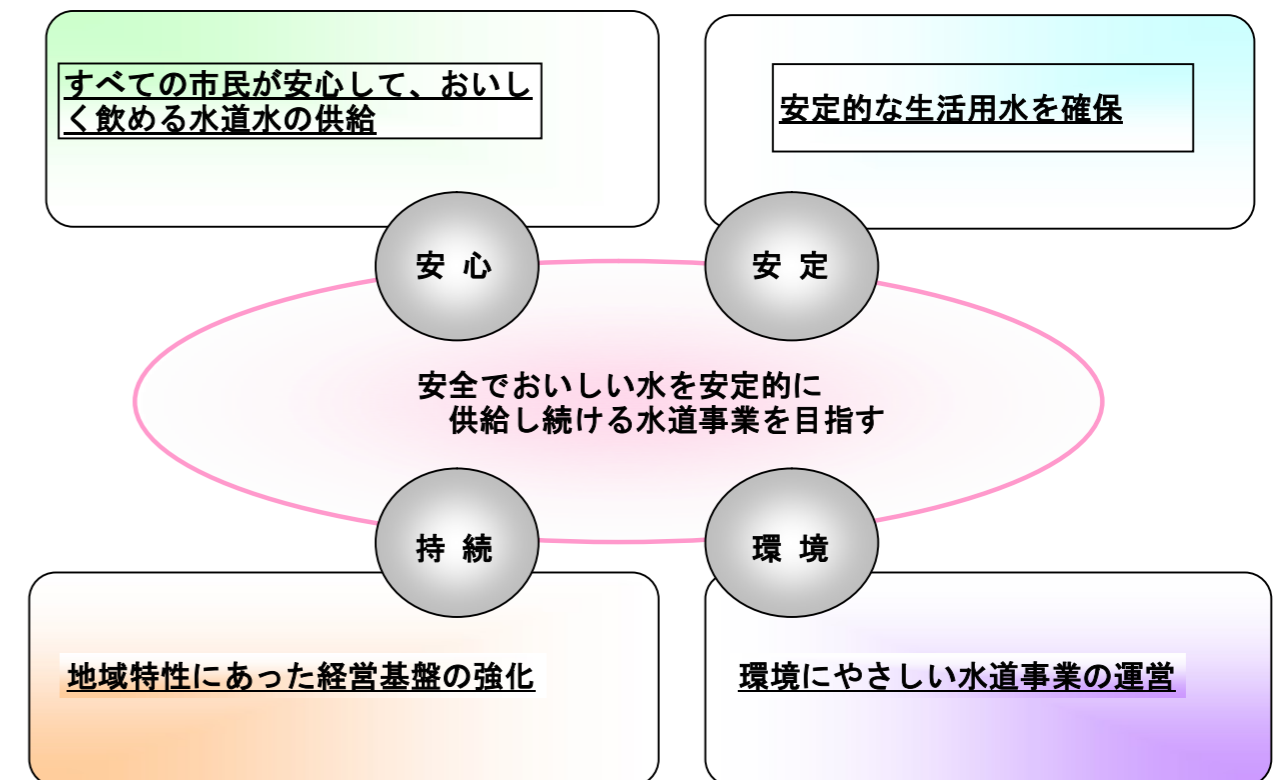 すべての市民が安心して、おいし
く飲める水道水の供給
安定的な生活用水を確保
安 心
安 定
安全でおいしい水を安定的に
供給し続ける水道事業を目指す
持 続
環 境
地域特性にあった経営基盤の強化
環境にやさしい水道事業の運営